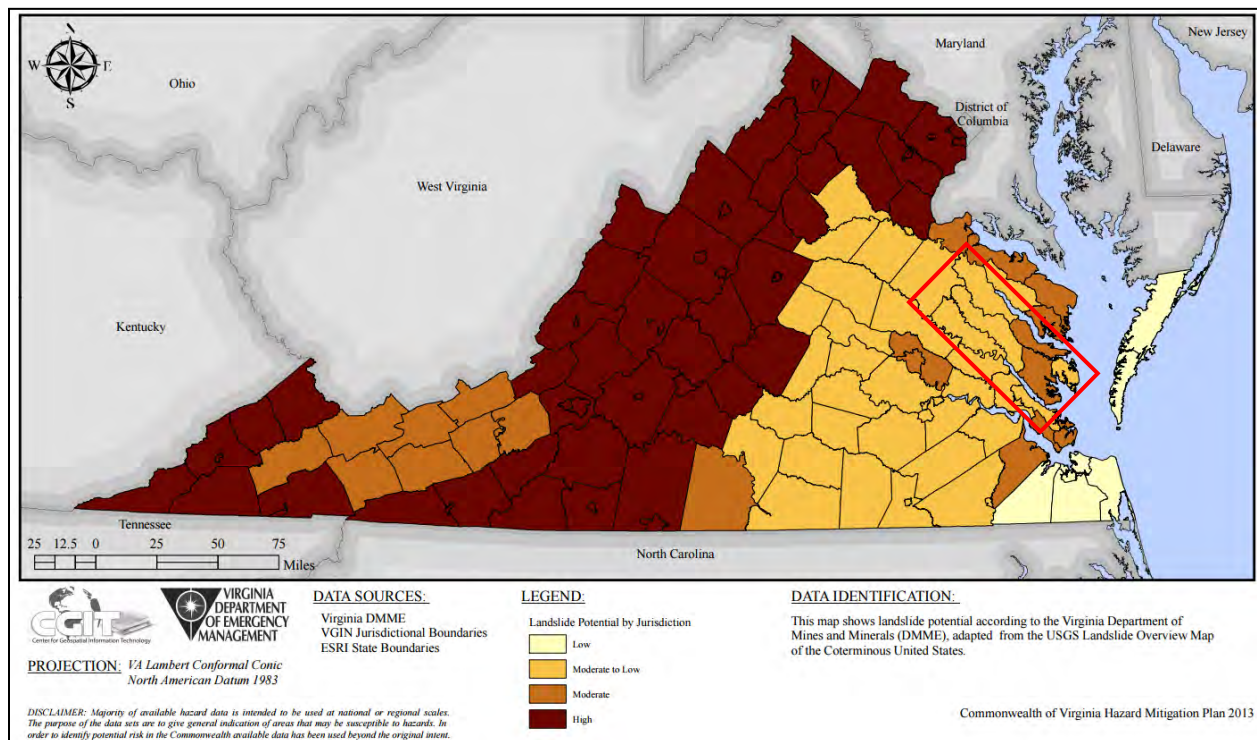 New Jersey
Maryland
N
W E
S
Ohio
District of
Columbia
Delaware
West Virginia
Kentucky
Tennessee
North Carolina
25 12.5 0 25 50 75
Miles
CGIT
Center for Geospatial Information Technology
VIRGINIA
DEPARTMENT
OF EMERGENCY
MANAGEMENT
PROJECTION: VA Lambert Conformal Conic
North American Datum 1983
DISCLAIMER: Majority of available hazard data is intended to be used at national or regional scales.
The purpose of the data sets are to give general indication of areas that may be susceptible to hazards. In
order to identify potential risk in the Commonwealth available data has been used beyond the original intent.
DATA SOURCES:
Virginia DMME
VGIN Jurisdictional Boundaries
ESRI State Boundaries
LEGEND:
Landslide Potential by Jurisdiction
Low
Moderate to Low
Moderate
High
DATA IDENTIFICATION:
This map shows landslide potential according to the Virginia Department of
Mines and Minerals (DMME), adapted from the USGS Landslide Overview Map
of the Coterminous United States.
Commonwealth of Virginia Hazard Mitigation Plan 2013